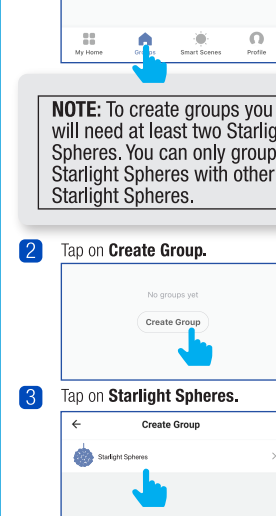 My Home Groups Smart Scenes Profile
NOTE: To create groups you
will need at least two Starlig
Spheres. You can only group
Starlight Spheres with other
Starlight Spheres.
2 Tap on Create Group.
No groups yet
Create Group
3 Tap on Starlight Spheres.
← Create Group
Starlight Spheres